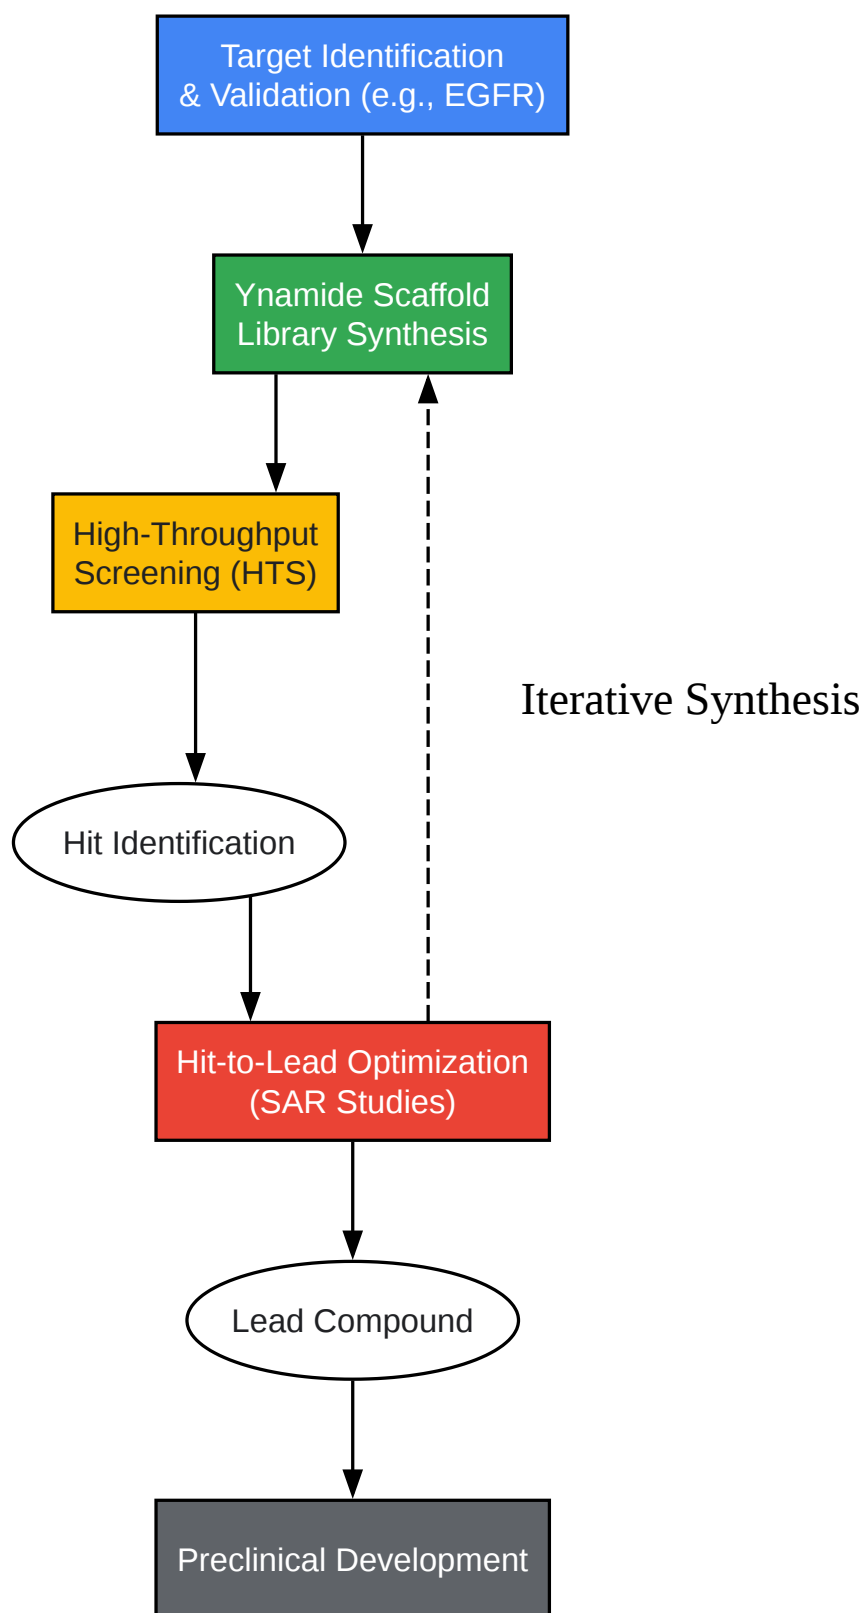 Target Identification
& Validation (e.g., EGFR)
Ynamide Scaffold
Library Synthesis
High-Throughput
Screening (HTS)
Iterative Synthesis
Hit Identification
Hit-to-Lead Optimization
(SAR Studies)
Lead Compound
Preclinical Development